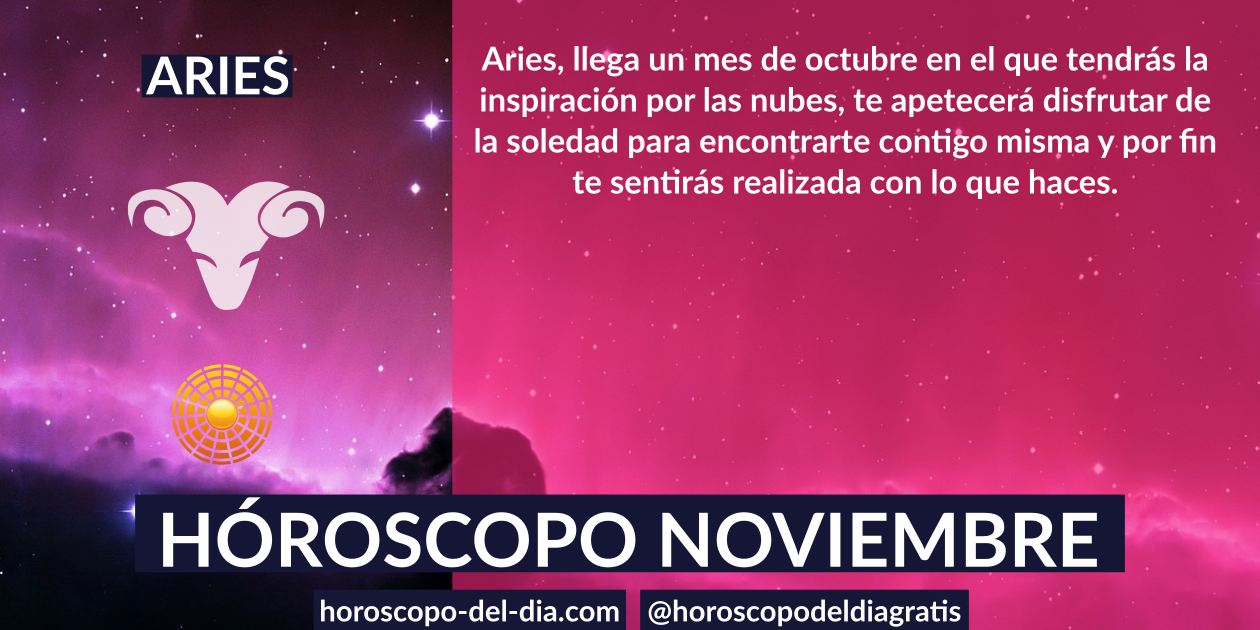 ARIES
Aries, llega un mes de octubre en el que tendrás la
inspiración por las nubes, te apetecerá disfrutar de
la soledad para encontrarte contigo misma y por fin
te sentirás realizada con lo que haces.
HÓROSCOPO NOVIEMBRE
horoscopo-del-dia.com @horoscopodeldiagratis